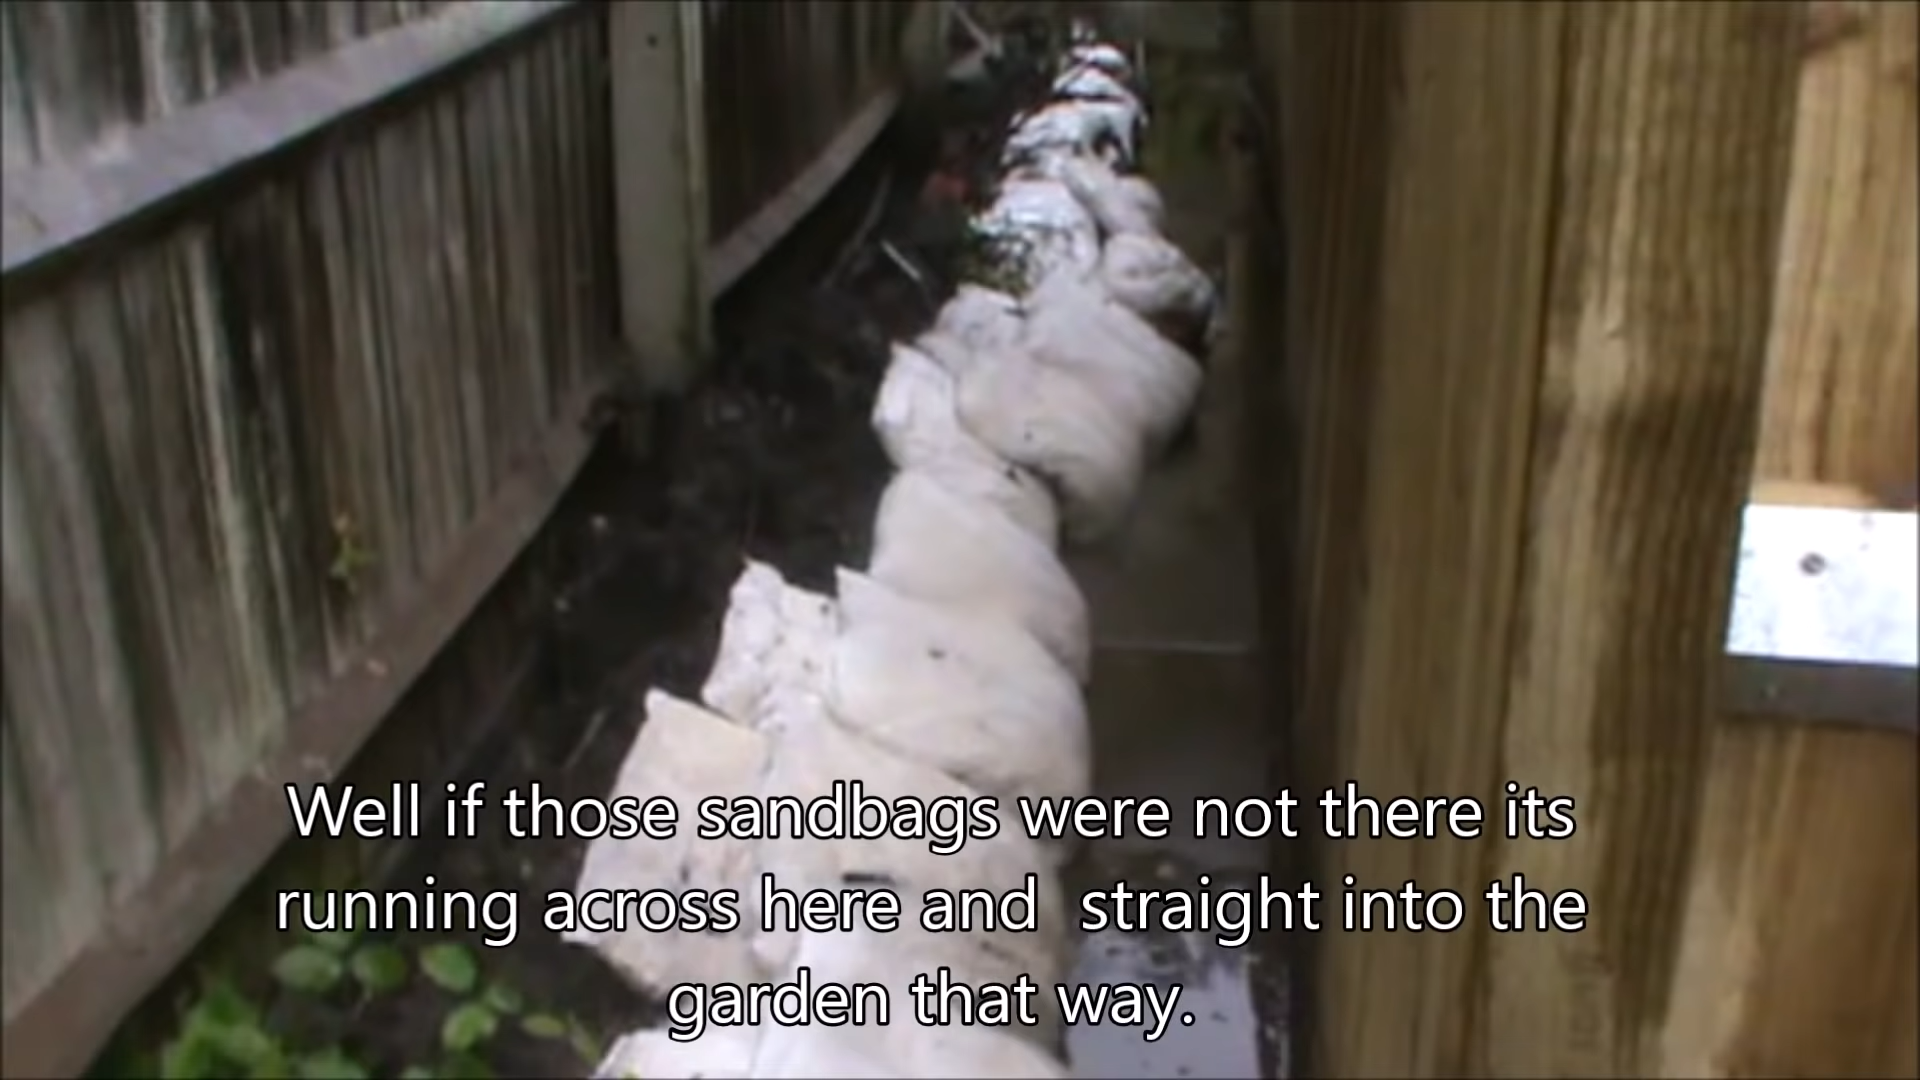 Well if those sandbags were not there its
running across here and  straight into the
garden that way.